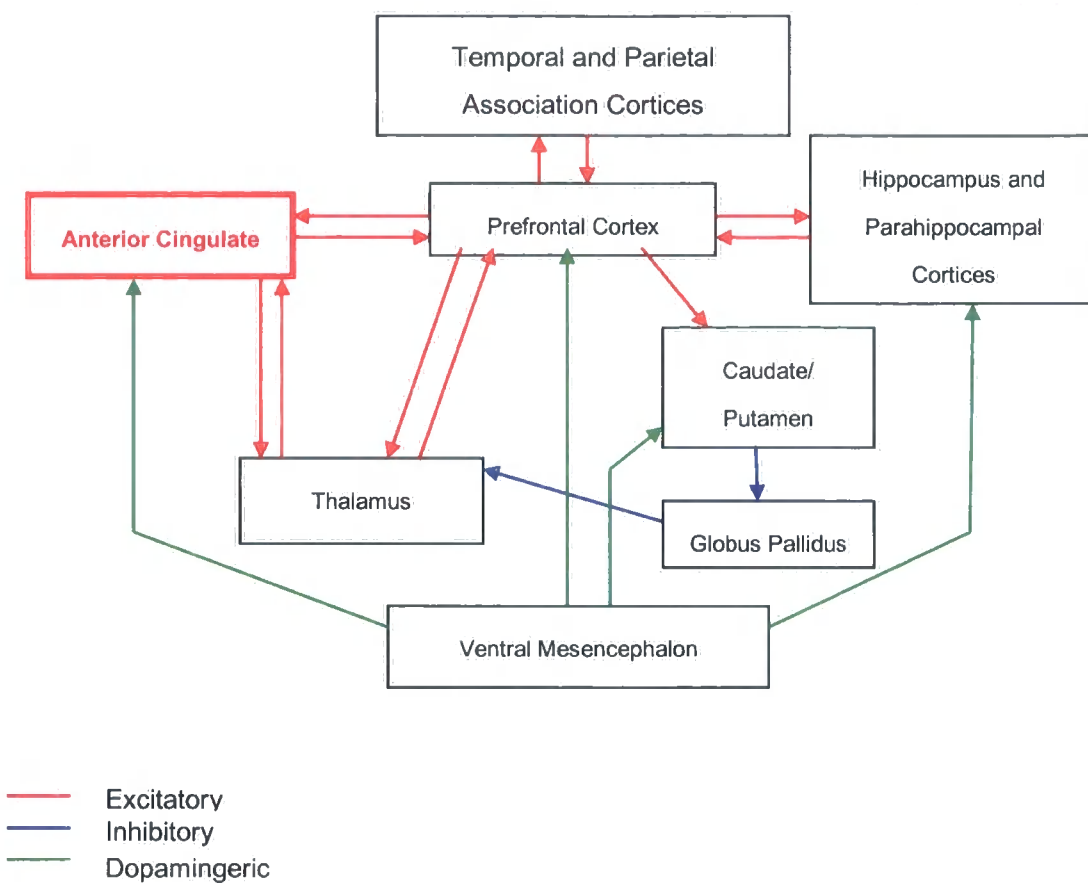 Temporal and Parietal
Association Cortices
Hippocampus and
Parahippocampal
Cortices
Prefrontal Cortex
Anterior Cingulate
Caudate/
Putamen
Thalamus
Globus Pallidus
Ventral Mesencephalon
Excitatory
Inhibitory
Dopamingeric